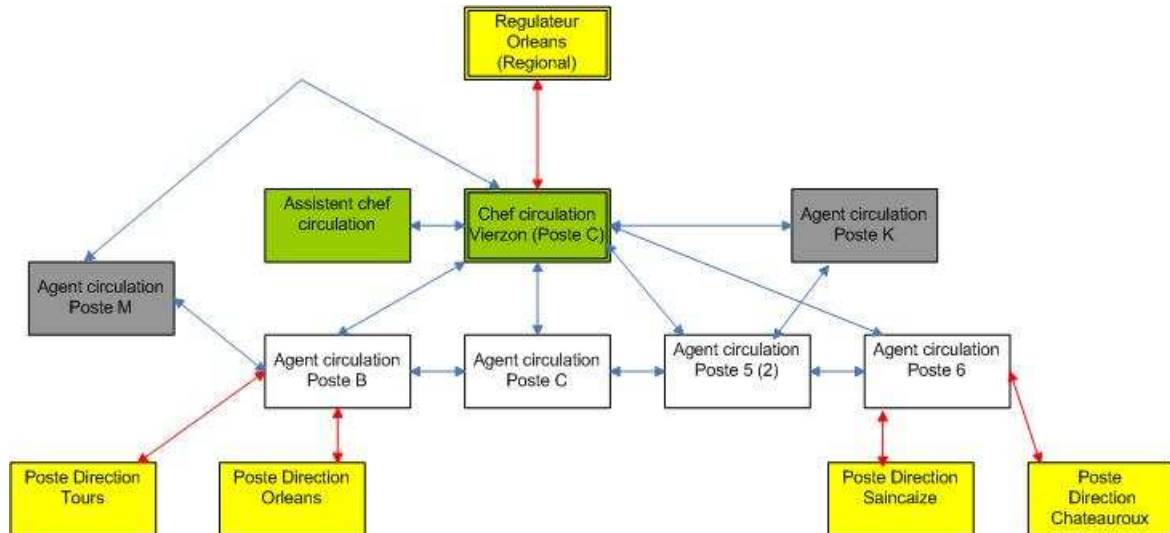 Regulateur
Orleans
(Regional)
Assistent chef
circulation
Chef circulation
Vierzon (Poste C)
Agent circulation
Poste K
Agent circulation
Poste M
Agent circulation
Poste B
Agent circulation
Poste C
Agent circulation
Poste 5 (2)
Agent circulation
Poste 6
Poste Direction
Tours
Poste Direction
Orleans
Poste Direction
Saincaize
Poste
Direction
Chateauroux